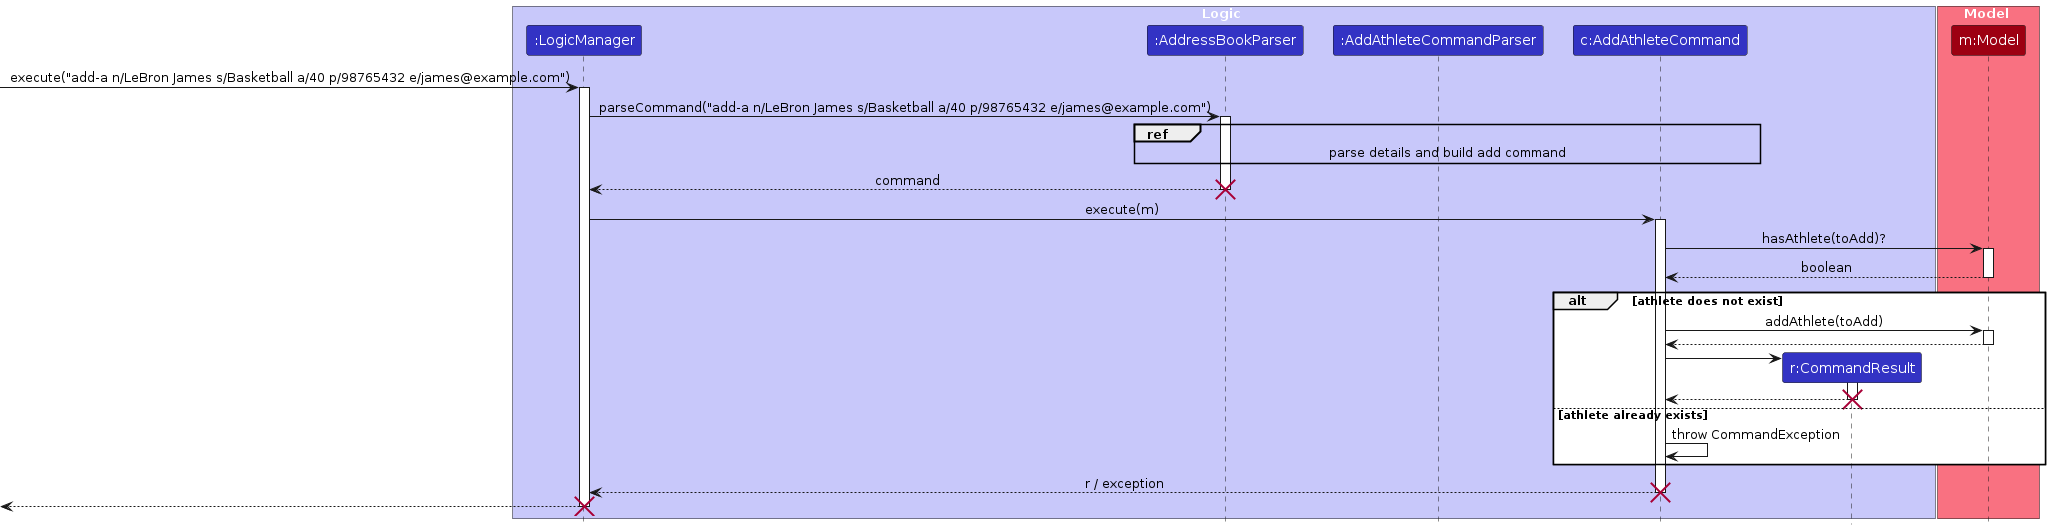 Logic
Model
:LogicManager
:AddressBookParser
:AddAthleteCommandParser
c:AddAthleteCommand
m:Model
execute("add-a n/LeBron James s/Basketball a/40 p/98765432 e/james@example.com")
parseCommand("add-a n/LeBron James s/Basketball a/40 p/98765432 e/james@example.com")
ref
parse details and build add command
command
execute(m)
hasAthlete(toAdd)?
boolean
alt
[athlete does not exist]
addAthlete(toAdd)
r:CommandResult
[athlete already exists]
throw CommandException
r / exception